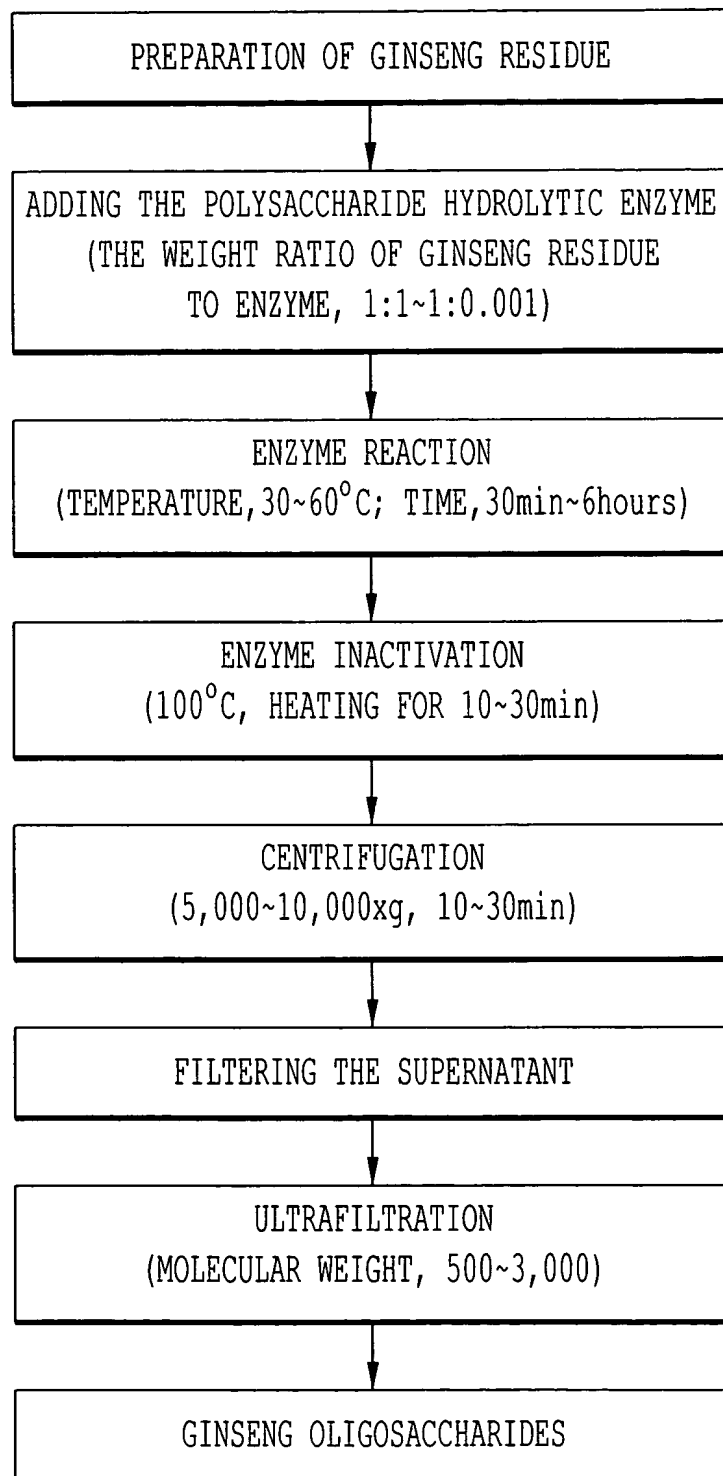 PREPARATION OF GINSENG RESIDUE
ADDING THE POLYSACCHARIDE HYDROLYTIC ENZYME
(THE WEIGHT RATIO OF GINSENG RESIDUE
TO ENZYME, 1:1~1:0.001)
ENZYME REACTION
(TEMPERATURE,30~60°C; TIME,30min~6hours)
ENZYME INACTIVATION
(100°C, HEATING FOR 10~30min)
CENTRIFUGATION
(5,000~10,000xg, 10~30min)
FILTERING THE SUPERNATANT
ULTRAFILTRATION
(MOLECULAR WEIGHT, 500~3,000)
GINSENG OLIGOSACCHARIDES